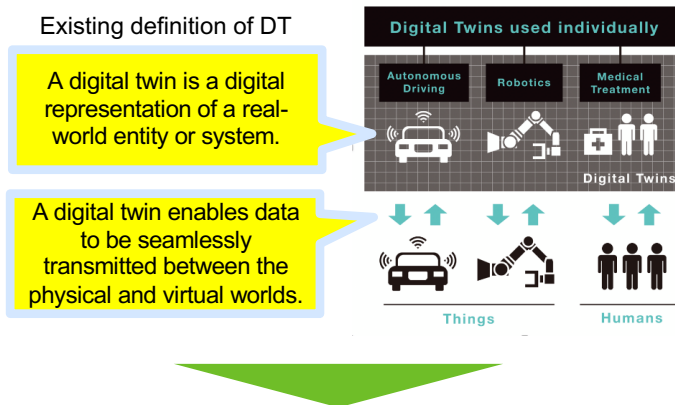 Existing definition of DT
A digital twin is a digital
representation of a real-
world entity or system.
A digital twin enables data
to be seamlessly
transmitted between the
physical and virtual worlds.
Digital Twins used individually
Autonomous
Driving
Robotics
Medical
Treatment
Digital Twins
Things
Humans